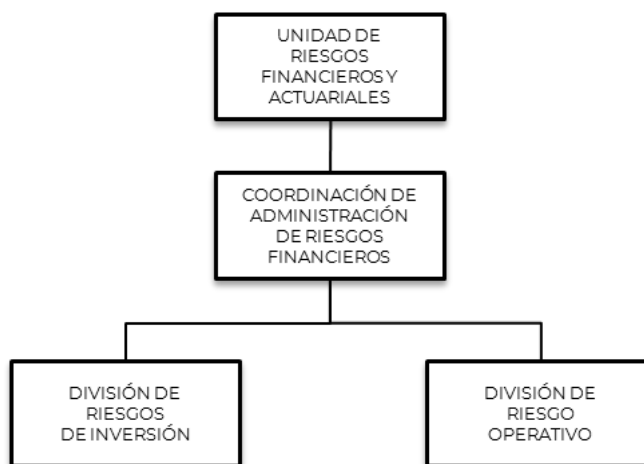 UNIDAD DE
RIESGOS
FINANCIEROS Y
ACTUARIALES
COORDINACIÓN DE
ADMINISTRACIÓN
DE RIESGOS
FINANCIEROS
DIVISIÓN DE
RIESGOS
DE INVERSIÓN
DIVISIÓN DE
RIESGO
OPERATIVO